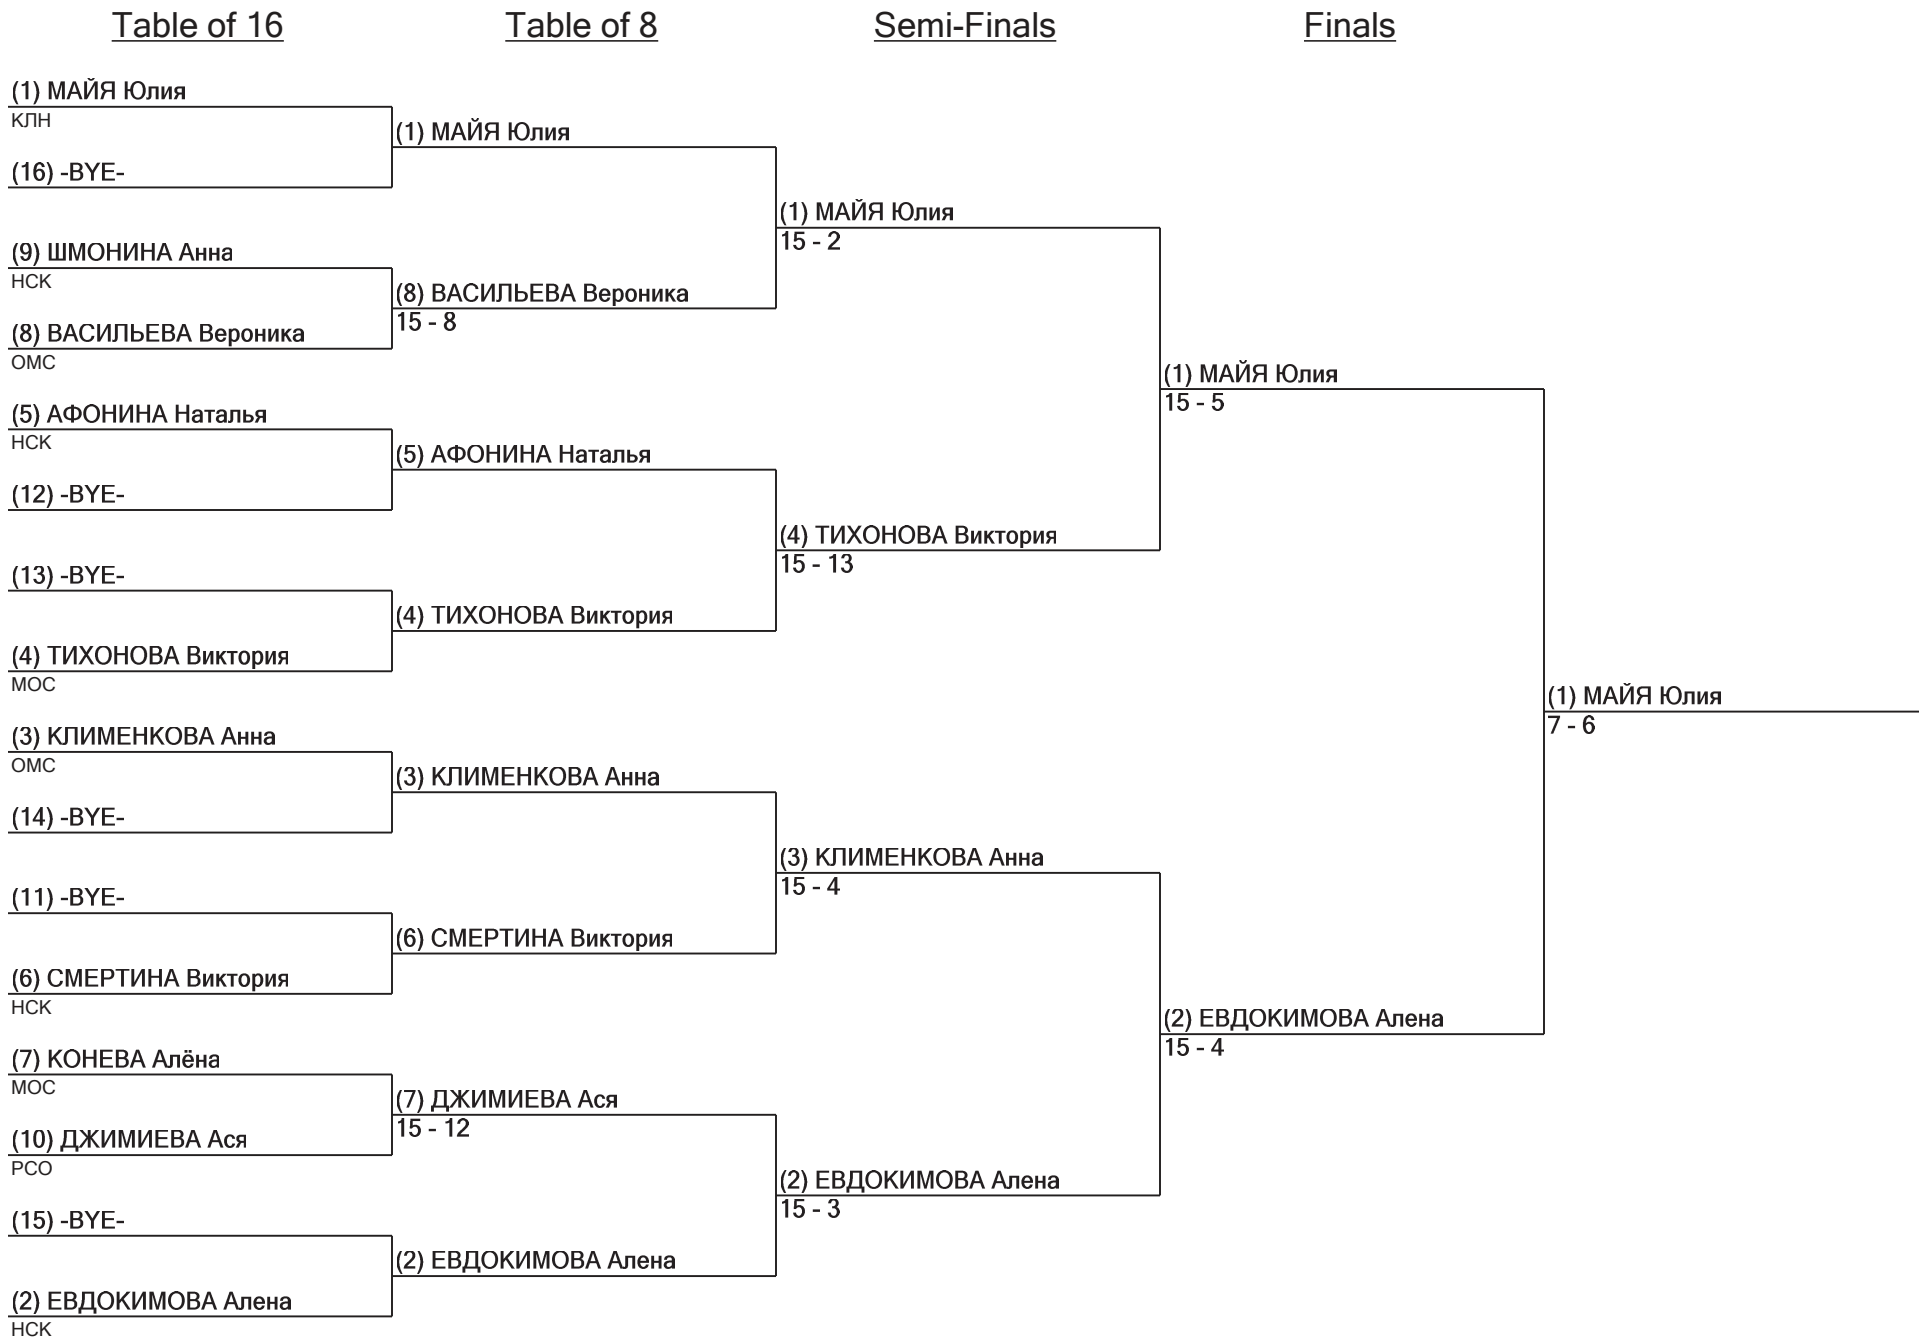 Table of 16
Table of 8
Semi-Finals
Finals
(1) МАЙЯ Юлия
КЛН
(16) -BYE-
(9) ШМОНИНА Анна
НСК
(8) ВАСИЛЬЕВА Вероника
ОМС
(5) АФОНИНА Наталья
НСК
(12) -BYE-
(13) -BYE-
(4) ТИХОНОВА Виктория
МОС
(3) КЛИМЕНКОВА Анна
ОМС
(14) -BYE-
(11) -BYE-
(6) СМЕРТИНА Виктория
НСК
(7) КОНЕВА Алёна
МОС
(10) ДЖИМИЕВА Ася
РСО
(15) -BYE-
(2) ЕВДОКИМОВА Алена
НСК
(1) МАЙЯ Юлия
(8) ВАСИЛЬЕВА Вероника
15 - 8
(5) АФОНИНА Наталья
(4) ТИХОНОВА Виктория
(3) КЛИМЕНКОВА Анна
(6) СМЕРТИНА Виктория
(7) ДЖИМИЕВА Ася
15 - 12
(2) ЕВДОКИМОВА Алена
(1) МАЙЯ Юлия
15 - 2
(4) ТИХОНОВА Виктория
15 - 13
(3) КЛИМЕНКОВА Анна
15 - 4
(2) ЕВДОКИМОВА Алена
15 - 3
(1) МАЙЯ Юлия
15 - 5
(2) ЕВДОКИМОВА Алена
15 - 4
(1) МАЙЯ Юлия
7 - 6